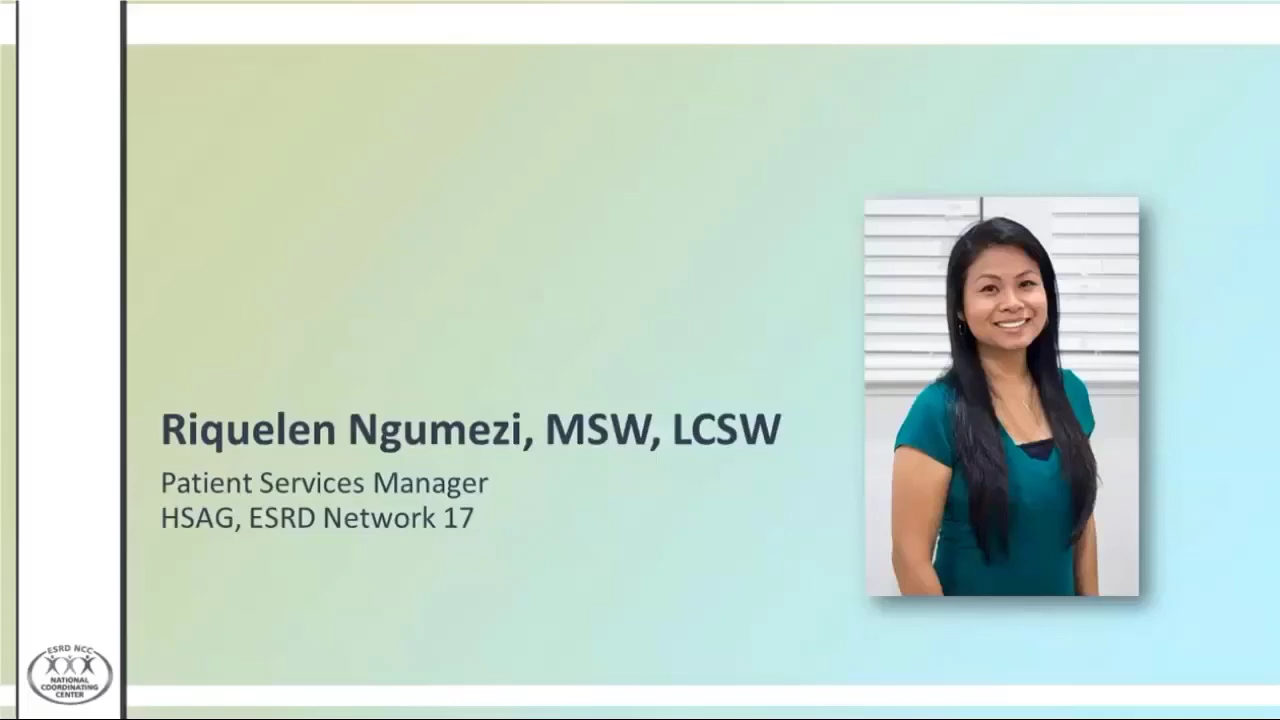 Riquelen Ngumezi, MSW, LCSW
Patient Services Manager
HSAG, ESRD Network 17
ESRD NCC
NATIONAL
COORDINATING
CENTER